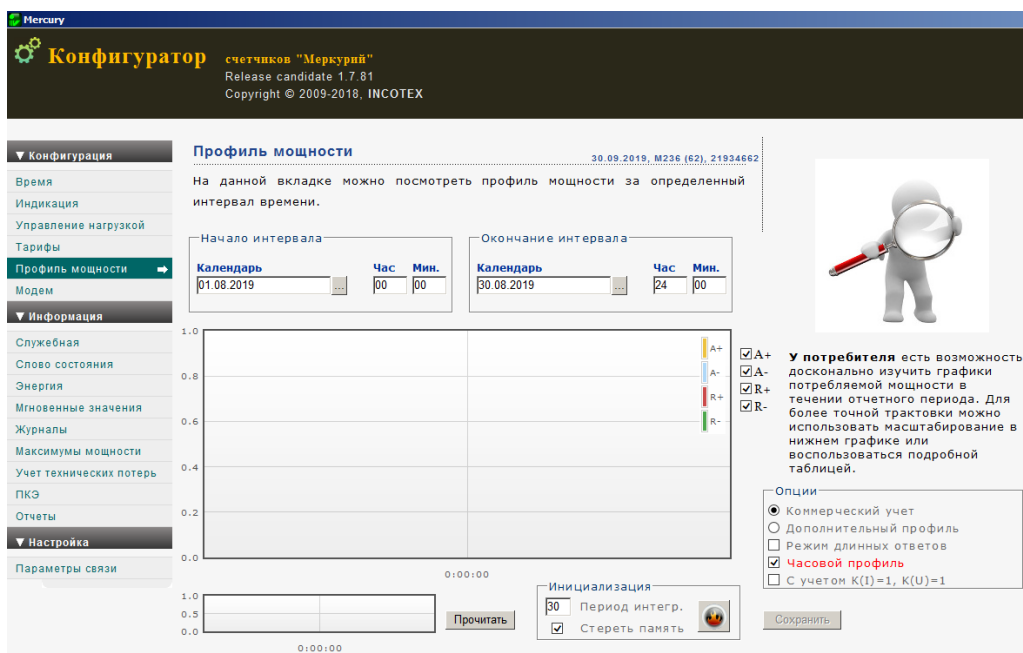 Mercury
Конфигуратор
счетчиков "Меркурий"
Release candidate 1.7.81
Copyright © 2009-2018, INCOTEX
▼ Конфигурация
Время
Индикация
Управление нагрузкой
Тарифы
Профиль мощности
Модем
▼ Информация
Служебная
Слово состояния
Энергия
Мгновенные значения
Журналы
Максимумы мощности
Учет технических потерь
ПКЭ
Отчеты
▼ Настройка
Параметры связи
Профиль мощности
30.09.2019, M236 (62), 21934662
На данной вкладке можно посмотреть профиль мощности за определенный
интервал времени.
Начало интервала
Календарь Час Мин.
01.08.2019 ... 00 00
Окончание интервала
Календарь Час Мин.
30.08.2019 ... 24 00
1.0
0.8
0.6
0.4
0.2
0.0
0:00:00
A+
A-
R+
R-
A+
A-
R+
R-
1.0
0.5
0.0
0:00:00
Прочитать
Инициализация
30 Период интегр.
Стереть память
У потребителя есть возможность
досконально изучить графики
потребляемой мощности в
течении отчетного периода. Для
более точной трактовки можно
использовать масштабирование в
нижнем графике или
воспользоваться подробной
таблицей.
Опции
Коммерческий учет
Дополнительный профиль
Режим длинных ответов
Часовой профиль
С учетом K(I)=1, K(U)=1
Сохранить